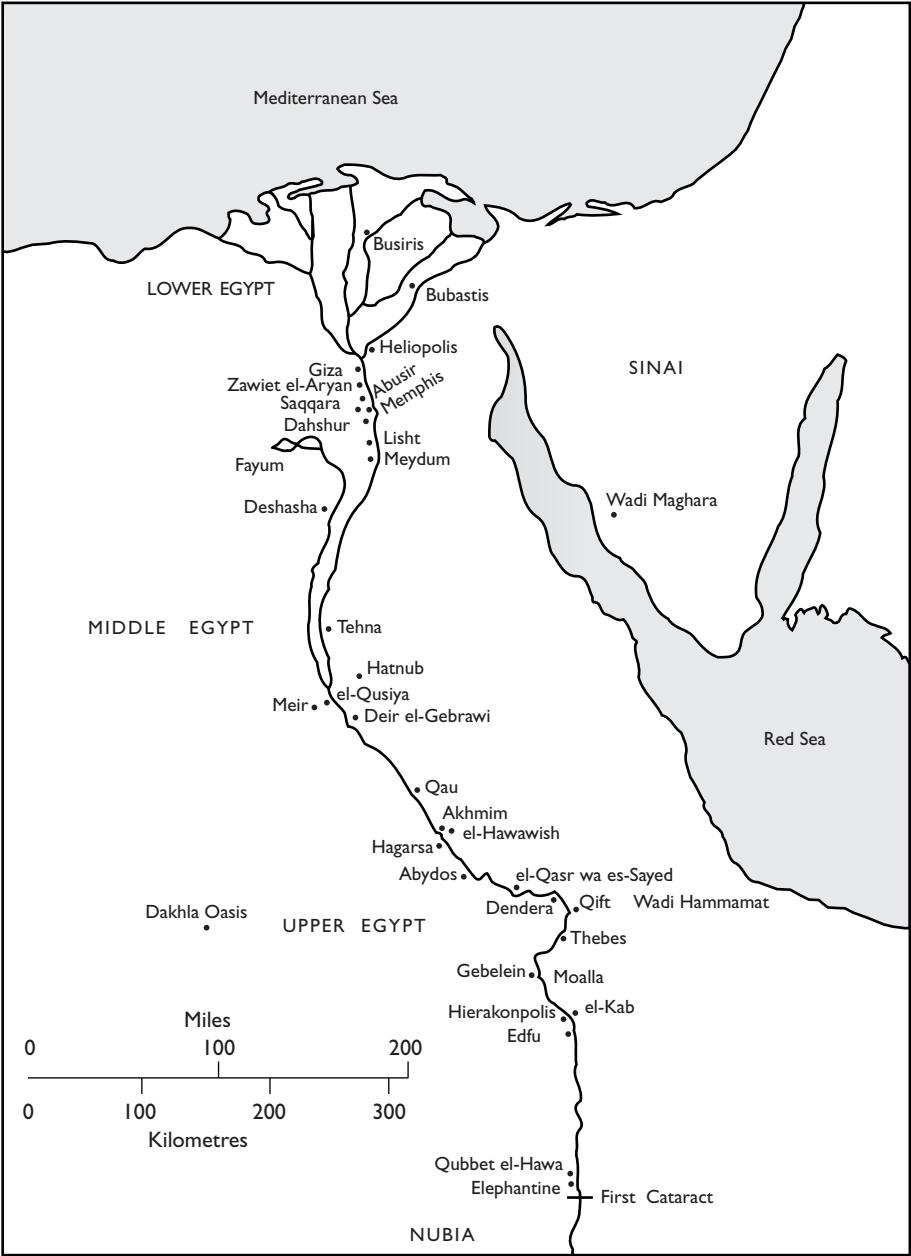 Mediterranean Sea
Busiris
LOWER EGYPT
Bubastis
Heliopolis
Giza
SINAI
Zawiet el-Aryan
Abusir
Saqqara
Memphis
Dahshur
Lisht
Fayum
Meydum
Deshasha
Wadi Maghara
MIDDLE EGYPT
Tehna
Hatnub
el-Qusiya
Meir
Deir el-Gebrawi
Red Sea
Qau
Akhmim
el-Hawawish
Hagarsa
Abydos
el-Qasr wa es-Sayed
Dendera
Qift
Wadi Hammamat
Dakhla Oasis
UPPER EGYPT
Thebes
Gebelein
Moalla
Hierakonpolis
el-Kab
Edfu
Miles
0 100 200
0 100 200 300
Kilometres
Qubbet el-Hawa
Elephantine
First Cataract
NUBIA